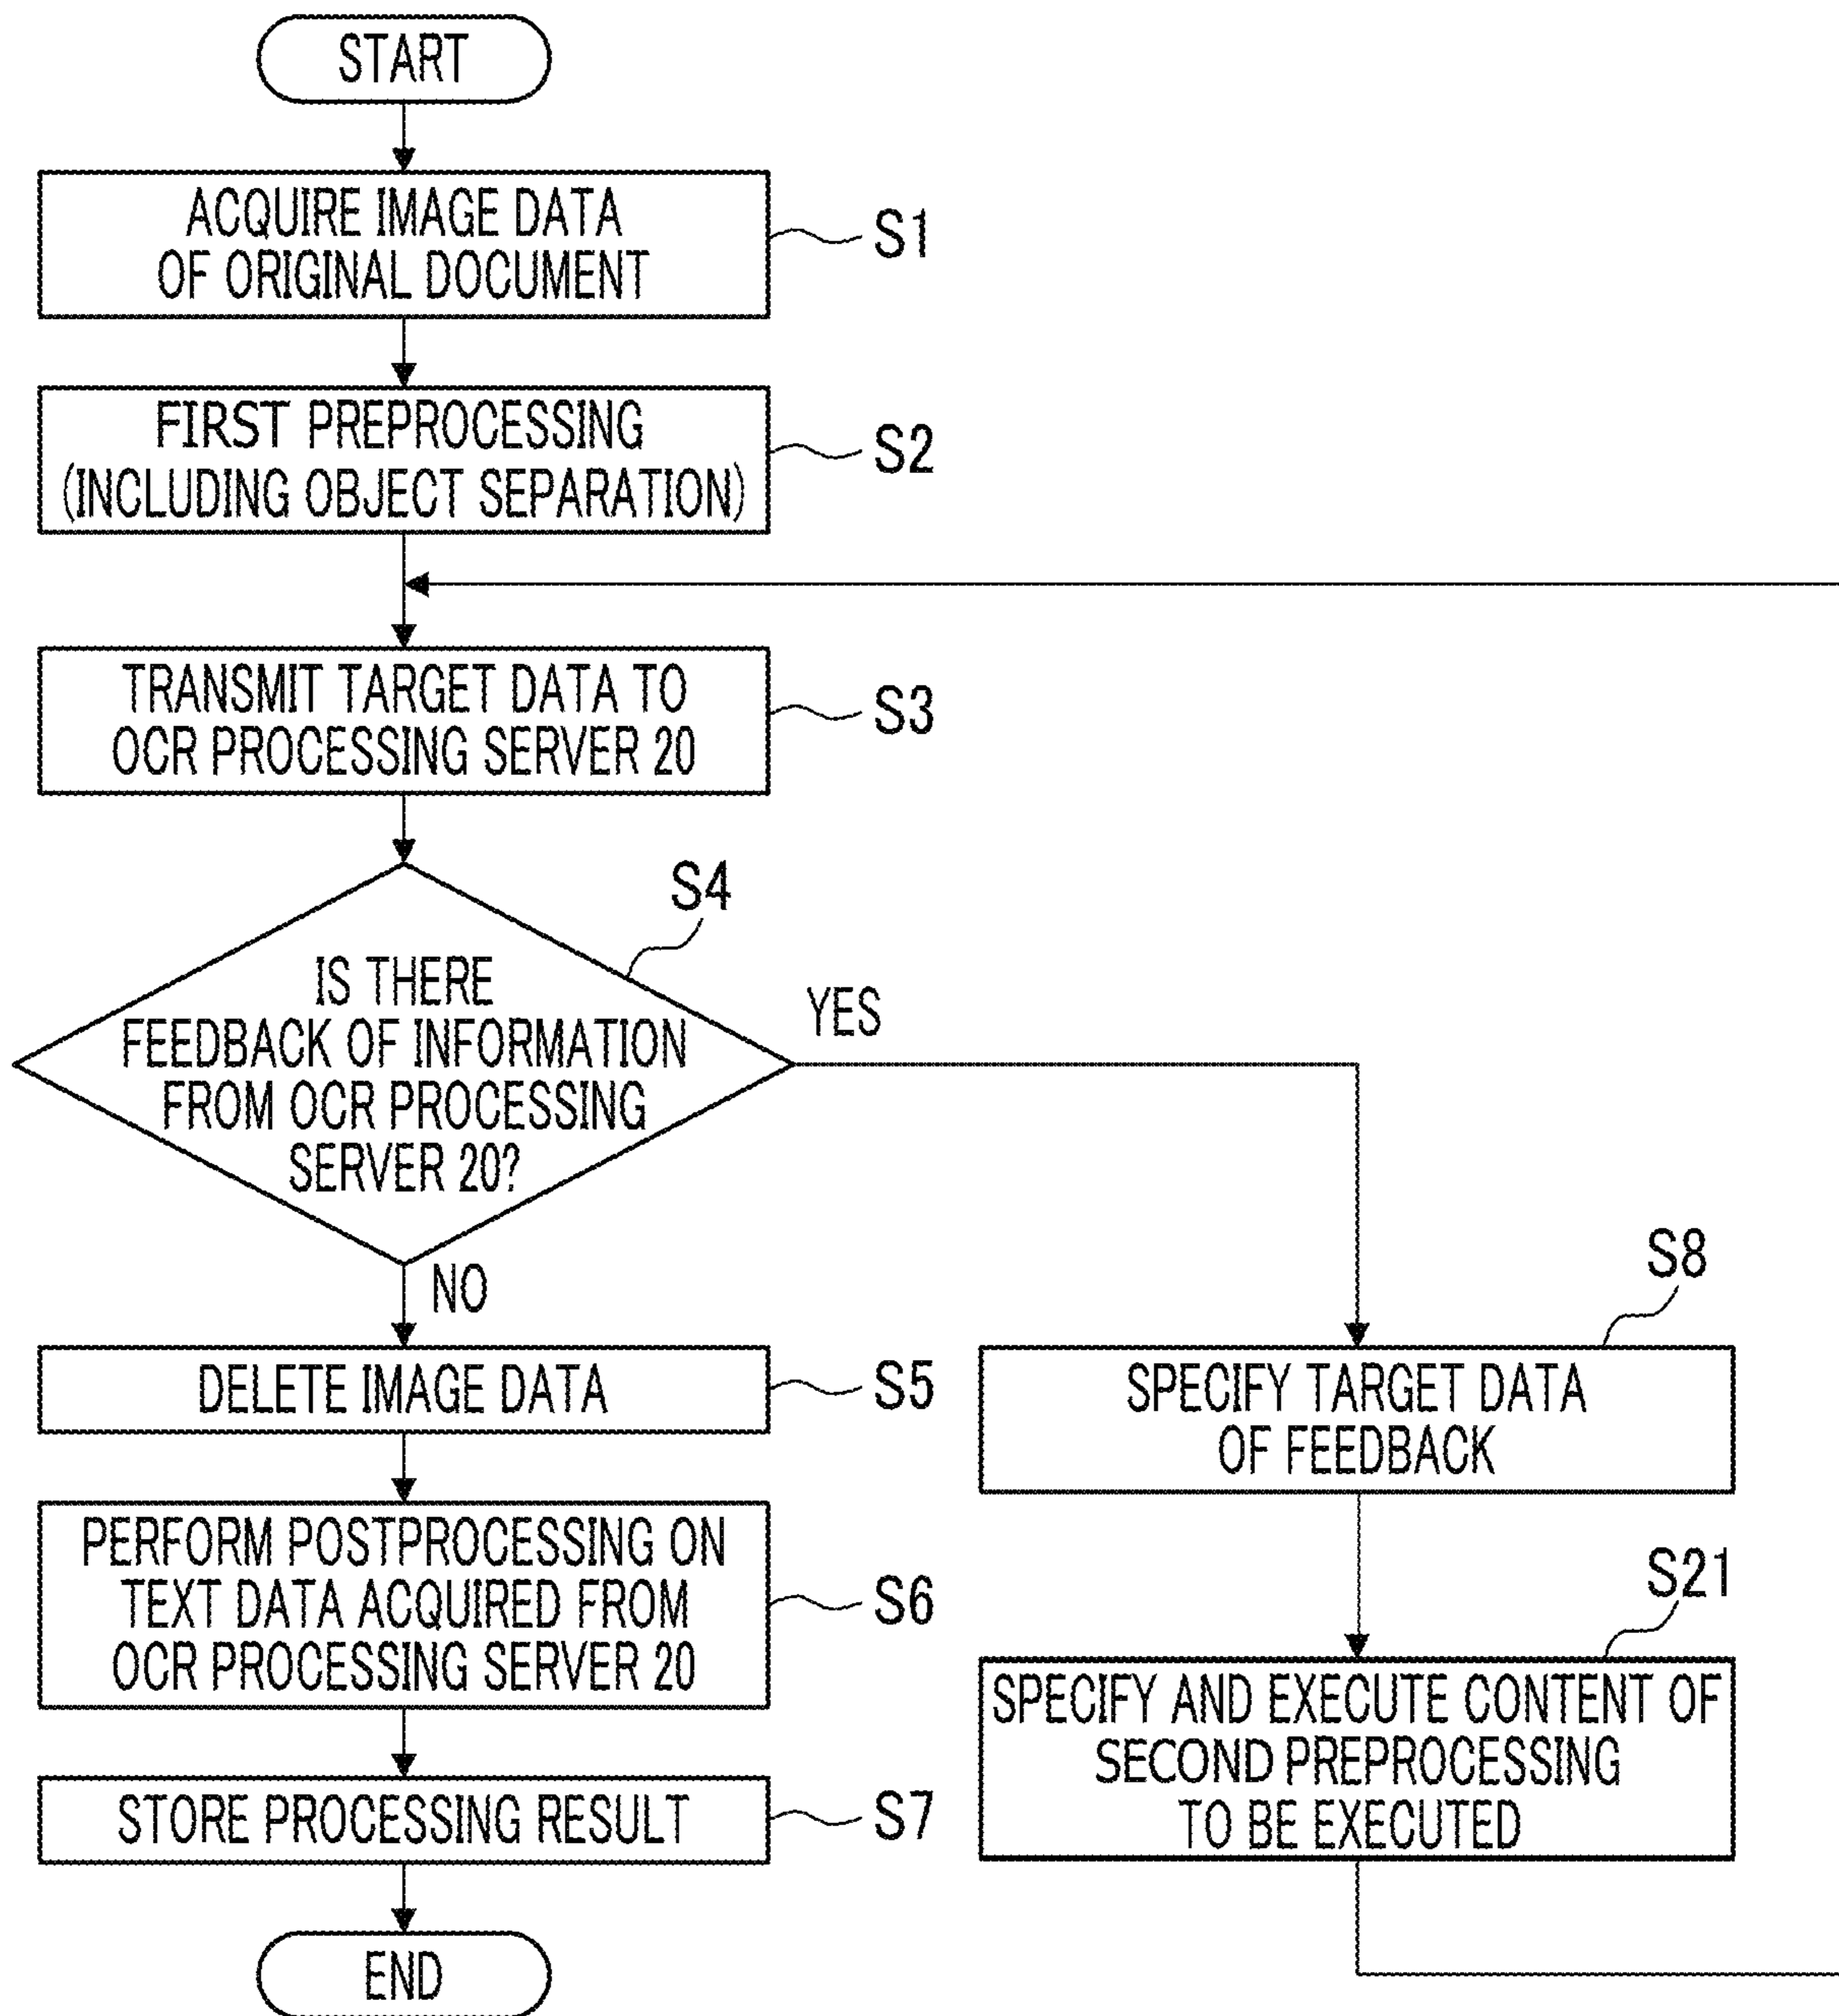 START
ACQUIRE IMAGE DATA
OF ORIGINAL DOCUMENT
S1
FIRST PREPROCESSING
(INCLUDING OBJECT SEPARATION)
S2
TRANSMIT TARGET DATA TO
OCR PROCESSING SERVER 20
S3
S4
IS THERE
FEEDBACK OF INFORMATION
FROM OCR PROCESSING
SERVER 20?
YES
NO
DELETE IMAGE DATA
S5
PERFORM POSTPROCESSING ON
TEXT DATA ACQUIRED FROM
OCR PROCESSING SERVER 20
S6
STORE PROCESSING RESULT
S7
END
S8
SPECIFY TARGET DATA
OF FEEDBACK
S21
SPECIFY AND EXECUTE CONTENT OF
SECOND PREPROCESSING
TO BE EXECUTED